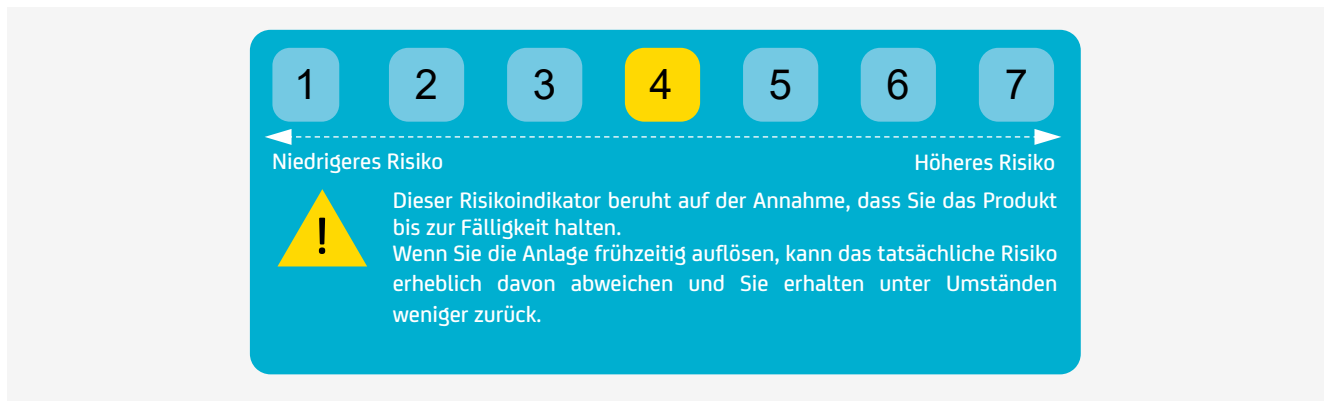 1 2 3 4 5 6 7
Niedrigeres Risiko Höheres Risiko
!
Dieser Risikoindikator beruht auf der Annahme, dass Sie das Produkt
bis zur Fälligkeit halten.
Wenn Sie die Anlage frühzeitig auflösen, kann das tatsächliche Risiko
erheblich davon abweichen und Sie erhalten unter Umständen
weniger zurück.